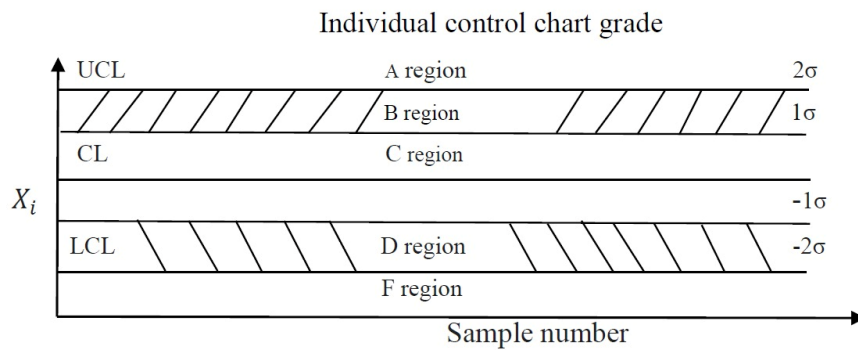 Individual control chart grade
UCL A region 2σ
B region 1σ
CL C region
X_i -1σ
LCL D region -2σ
F region
Sample number